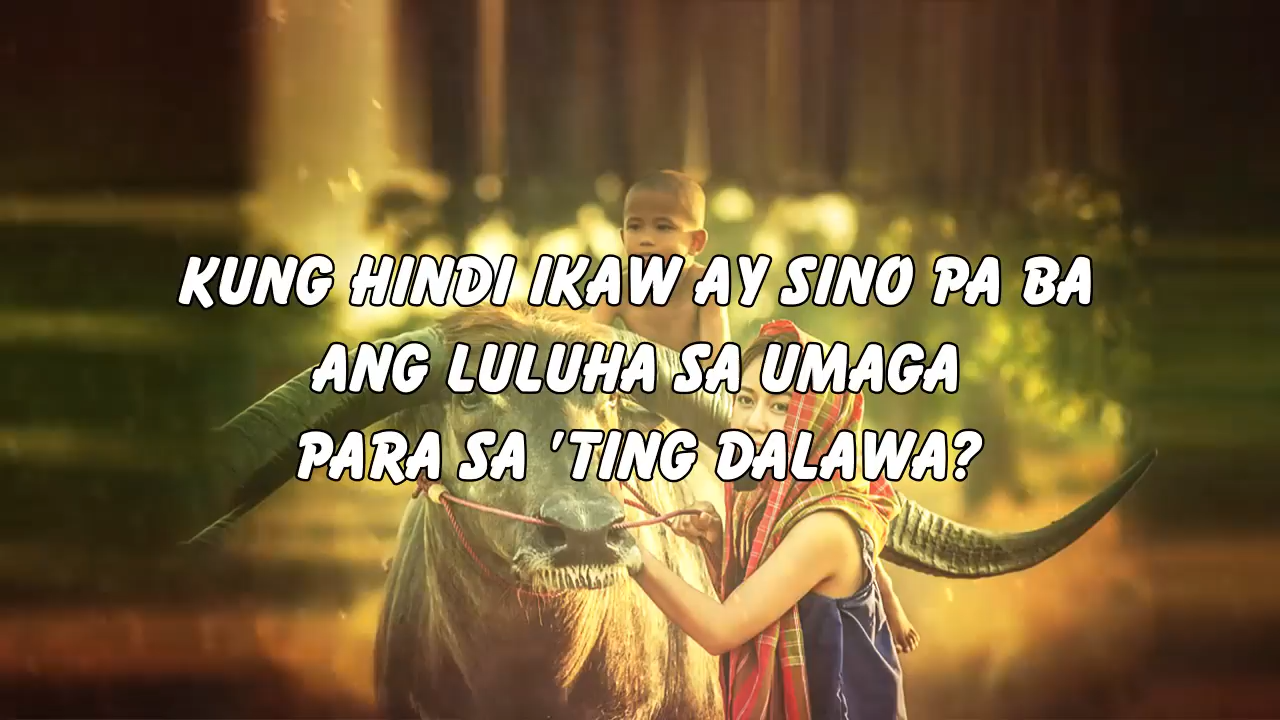 KUNG HINDI IKAW AY SINO PA BA
ANG LULUHA SA UMAGA
PARA SA 'TING DALAWA?